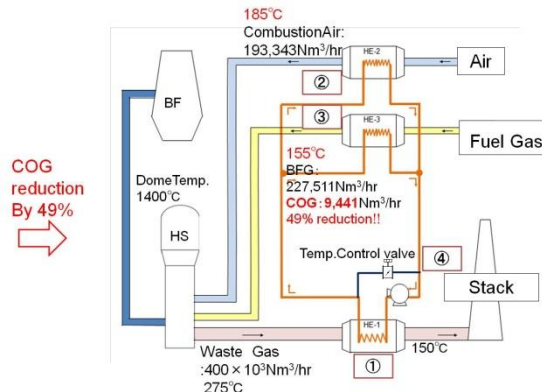 185℃
CombustionAir:
193,343Nm³/hr
HE-2
Air
②
BF
③
HE-3
Fuel Gas
155℃
BFG:
227,511Nm³/hr
COG: 9,441Nm³/hr
49% reduction!!
COG
reduction
By 49%
DomeTemp.
1400℃
HS
Temp.Control valve
④
Stack
HE-1
Waste Gas
:400×10³Nm³/hr
275℃
①
150℃